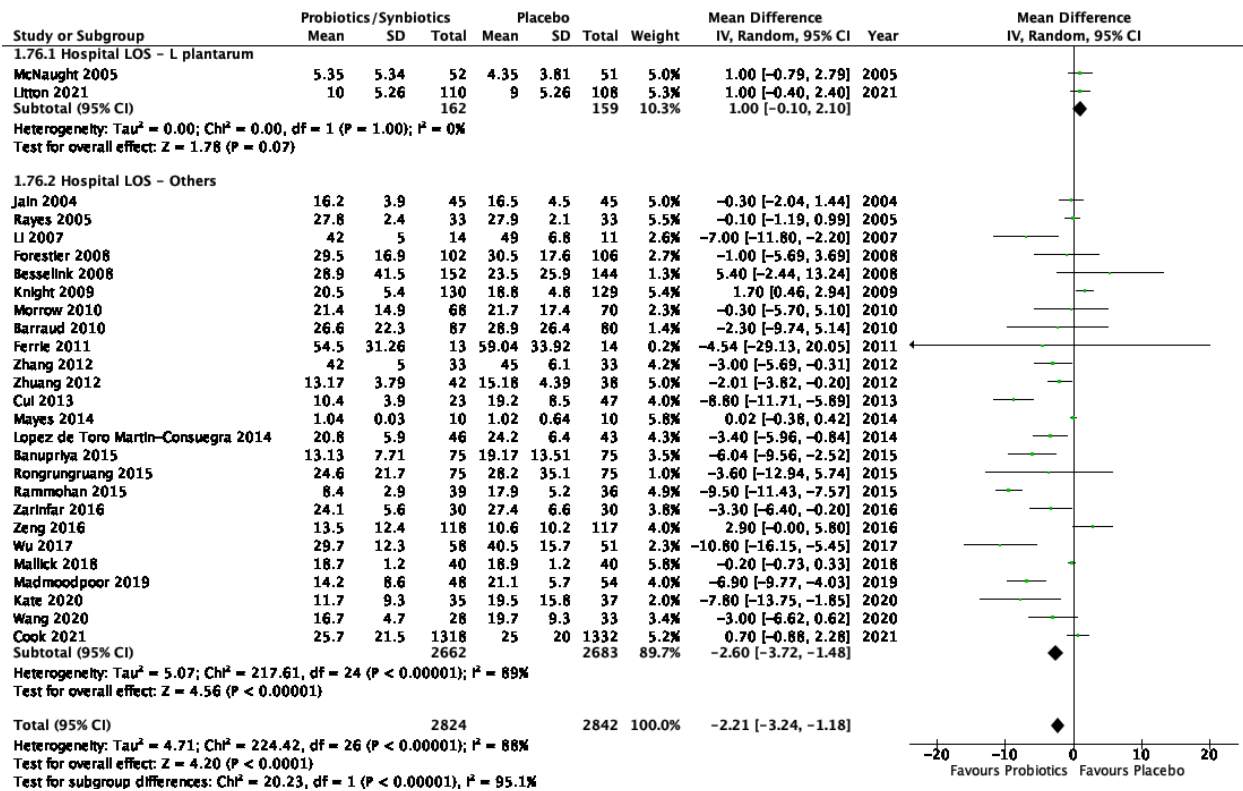 Probiotics/Synbiotics Placebo Mean Difference Mean Difference
Study or Subgroup Mean SD Total Mean SD Total Weight IV, Random, 95% CI Year IV, Random, 95% CI
1.76.1 Hospital LOS – L plantarum
McNaught 2005 5.35 5.34 52 4.35 3.81 51 5.0% 1.00 [−0.79, 2.79] 2005
Litton 2021 10 5.26 110 9 5.26 108 5.3% 1.00 [−0.40, 2.40] 2021
Subtotal (95% CI) 162 159 10.3% 1.00 [−0.10, 2.10]
Heterogeneity: Tau² = 0.00; Chi² = 0.00, df = 1 (P = 1.00); I² = 0%
Test for overall effect: Z = 1.78 (P = 0.07)
1.76.2 Hospital LOS – Others
Jain 2004 16.2 3.9 45 16.5 4.5 45 5.0% −0.30 [−2.04, 1.44] 2004
Rayes 2005 27.8 2.4 33 27.9 2.1 33 5.5% −0.10 [−1.19, 0.99] 2005
Li 2007 42 5 14 49 6.8 11 2.6% −7.00 [−11.80, −2.20] 2007
Forestier 2008 29.5 16.9 102 30.5 17.6 106 2.7% −1.00 [−5.69, 3.69] 2008
Besselink 2008 28.9 41.5 152 23.5 25.9 144 1.3% 5.40 [−2.44, 13.24] 2008
Knight 2009 20.5 5.4 130 18.8 4.8 129 5.4% 1.70 [0.46, 2.94] 2009
Morrow 2010 21.4 14.9 68 21.7 17.4 70 2.3% −0.30 [−5.70, 5.10] 2010
Barraud 2010 26.6 22.3 87 28.9 26.4 80 1.4% −2.30 [−9.74, 5.14] 2010
Ferrie 2011 54.5 31.26 13 59.04 33.92 14 0.2% −4.54 [−29.13, 20.05] 2011
Zhang 2012 42 5 33 45 6.1 33 4.2% −3.00 [−5.69, −0.31] 2012
Zhuang 2012 13.17 3.79 42 15.18 4.39 38 5.0% −2.01 [−3.82, −0.20] 2012
Cui 2013 10.4 3.9 23 19.2 8.5 47 4.0% −8.80 [−11.71, −5.89] 2013
Mayes 2014 1.04 0.03 10 1.02 0.64 10 5.8% 0.02 [−0.38, 0.42] 2014
Lopez de Toro Martin-Consuegra 2014 20.8 5.9 46 24.2 6.4 43 4.3% −3.40 [−5.96, −0.84] 2014
Banupriya 2015 13.13 7.71 75 19.17 13.51 75 3.5% −6.04 [−9.56, −2.52] 2015
Rongrungruang 2015 24.6 21.7 75 28.2 35.1 75 1.0% −3.60 [−12.94, 5.74] 2015
Rammohan 2015 8.4 2.9 39 17.9 5.2 36 4.9% −9.50 [−11.43, −7.57] 2015
Zarinfar 2016 24.1 5.6 30 27.4 6.6 30 3.8% −3.30 [−6.40, −0.20] 2016
Zeng 2016 13.5 12.4 118 10.6 10.2 117 4.0% 2.90 [−0.00, 5.80] 2016
Wu 2017 29.7 12.3 58 40.5 15.7 51 2.3% −10.80 [−16.15, −5.45] 2017
Mallick 2018 18.7 1.2 40 18.9 1.2 40 5.8% −0.20 [−0.73, 0.33] 2018
Madmoodpoor 2019 14.2 8.6 48 21.1 5.7 54 4.0% −6.90 [−9.77, −4.03] 2019
Kate 2020 11.7 9.3 35 19.5 15.8 37 2.0% −7.80 [−13.75, −1.85] 2020
Wang 2020 16.7 4.7 28 19.7 9.3 33 3.4% −3.00 [−6.62, 0.62] 2020
Cook 2021 25.7 21.5 1318 25 20 1332 5.2% 0.70 [−0.88, 2.28] 2021
Subtotal (95% CI) 2662 2683 89.7% −2.60 [−3.72, −1.48]
Heterogeneity: Tau² = 5.07; Chi² = 217.61, df = 24 (P < 0.00001); I² = 89%
Test for overall effect: Z = 4.56 (P < 0.00001)
Total (95% CI) 2824 2842 100.0% −2.21 [−3.24, −1.18]
Heterogeneity: Tau² = 4.71; Chi² = 224.42, df = 26 (P < 0.00001); I² = 88%
Test for overall effect: Z = 4.20 (P < 0.0001)
Test for subgroup differences: Chi² = 20.23, df = 1 (P < 0.00001), I² = 95.1%
−20 −10 0 10 20
Favours Probiotics Favours Placebo